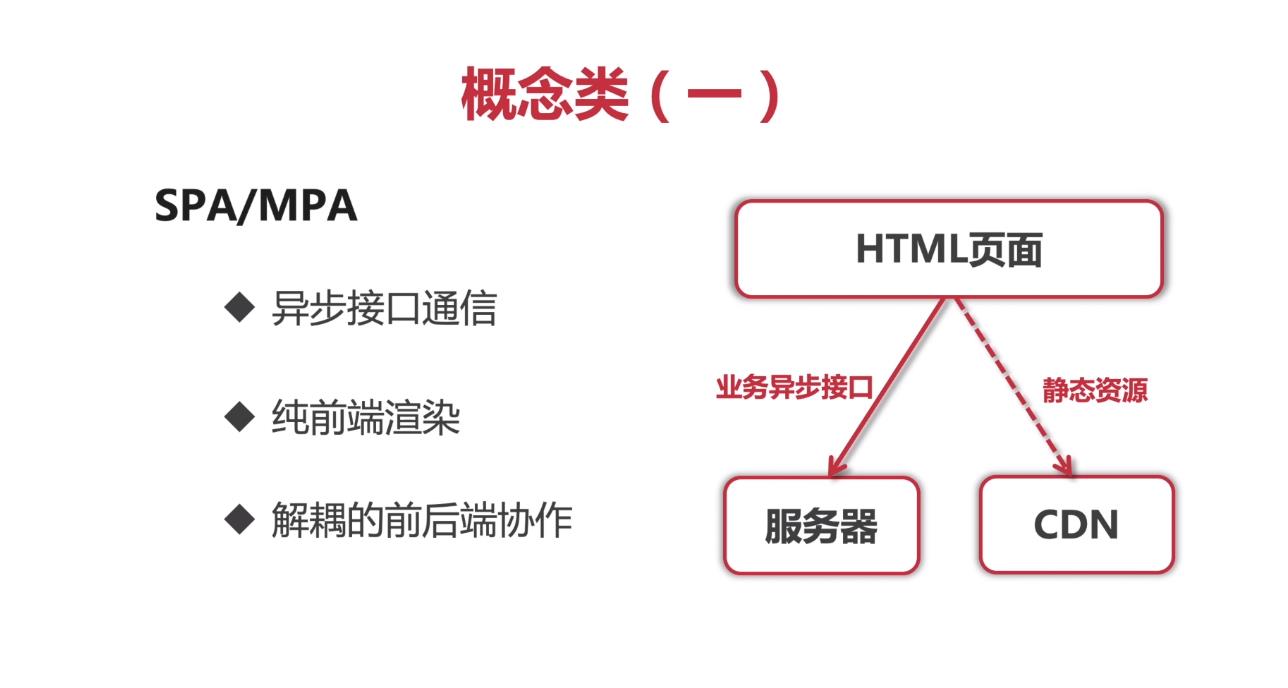 概念类（一）
SPA/MPA
◆ 异步接口通信
◆ 纯前端渲染
◆ 解耦的前后端协作
HTML页面
业务异步接口
静态资源
服务器
CDN